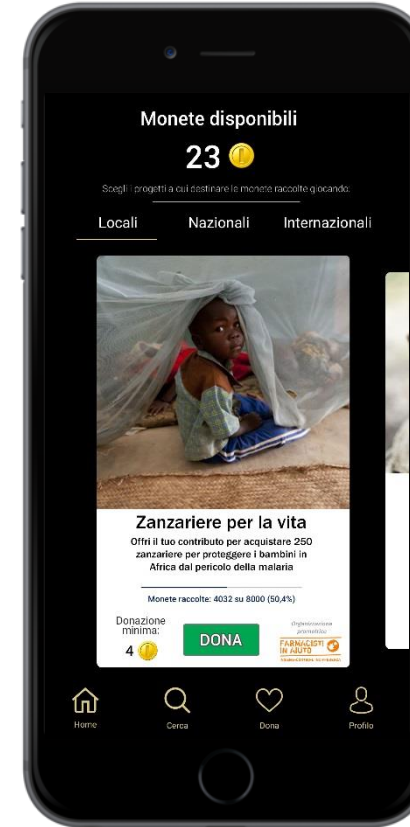 Monete disponibili
23
Scegli i progetti a cui destinare le monete raccolte giocando.
Locali Nazionali Internazionali
Zanzariere per la vita
Offri il tuo contributo per acquistare 250
zanzariere per proteggere i bambini in
Africa dal pericolo della malaria
Monete raccolte: 4032 su 8000 (50,4%)
Donazione
minima:
4
DONA
Organizzazione
promotrice
FARMACISTI
IN AIUTO
Home Cerca Dona Profilo